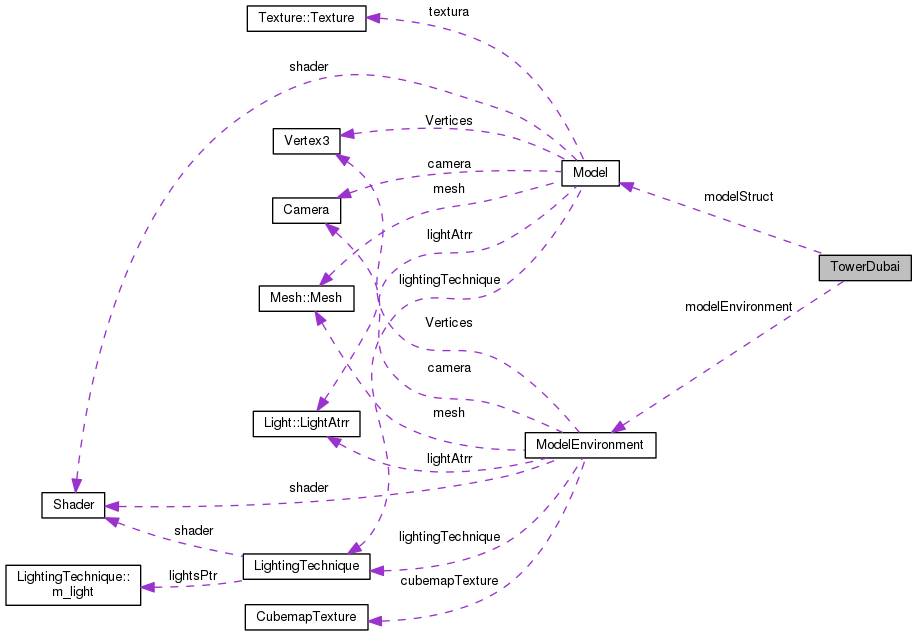 Texture::Texture
textura
shader
Vertices
Vertex3
camera
Model
mesh
modelStruct
Camera
lightAtrr
TowerDubai
lightingTechnique
Mesh::Mesh
modelEnvironment
Vertices
camera
mesh
Light::LightAtrr
ModelEnvironment
lightAtrr
shader
Shader
shader
lightingTechnique
LightingTechnique
lightsPtr
LightingTechnique::
m_light
cubemapTexture
CubemapTexture